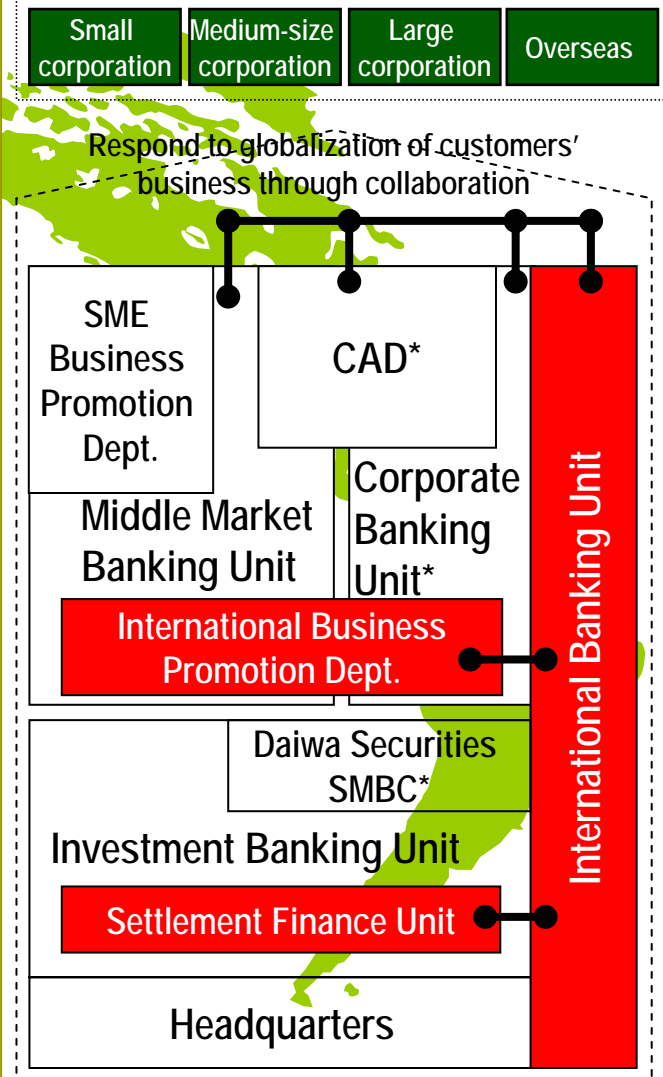 Small
corporation
Medium-size
corporation
Large
corporation
Overseas
Respond to globalization of customers'
business through collaboration
SME
Business
Promotion
Dept.
CAD*
Middle Market
Banking Unit
Corporate
Banking
Unit*
International Business
Promotion Dept.
International Banking Unit
Daiwa Securities
SMBC*
Investment Banking Unit
Settlement Finance Unit
Headquarters